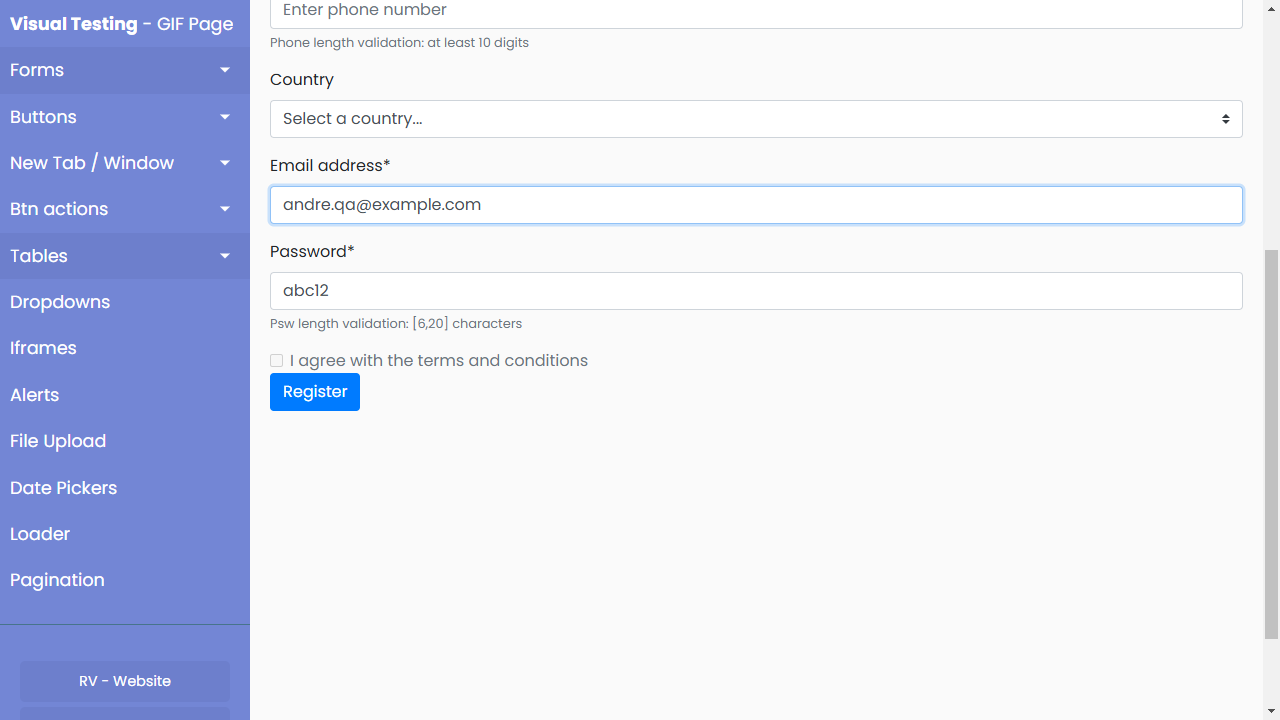 Visual Testing - GIF Page
Forms
Buttons
New Tab / Window
Btn actions
Tables
Dropdowns
Iframes
Alerts
File Upload
Date Pickers
Loader
Pagination
RV - Website
Enter phone number
Phone length validation: at least 10 digits
Country
Select a country...
Email address*
andre.qa@example.com
Password*
abc12
Psw length validation: [6,20] characters
I agree with the terms and conditions
Register